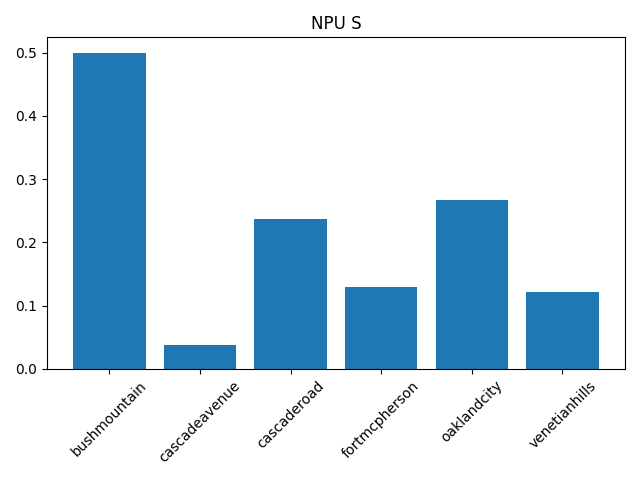 NPU S
0.5
0.4
0.3
0.2
0.1
0.0
bushmountain
cascadeavenue
cascaderoad
fortmcpherson
oaklandcity
venetianhills